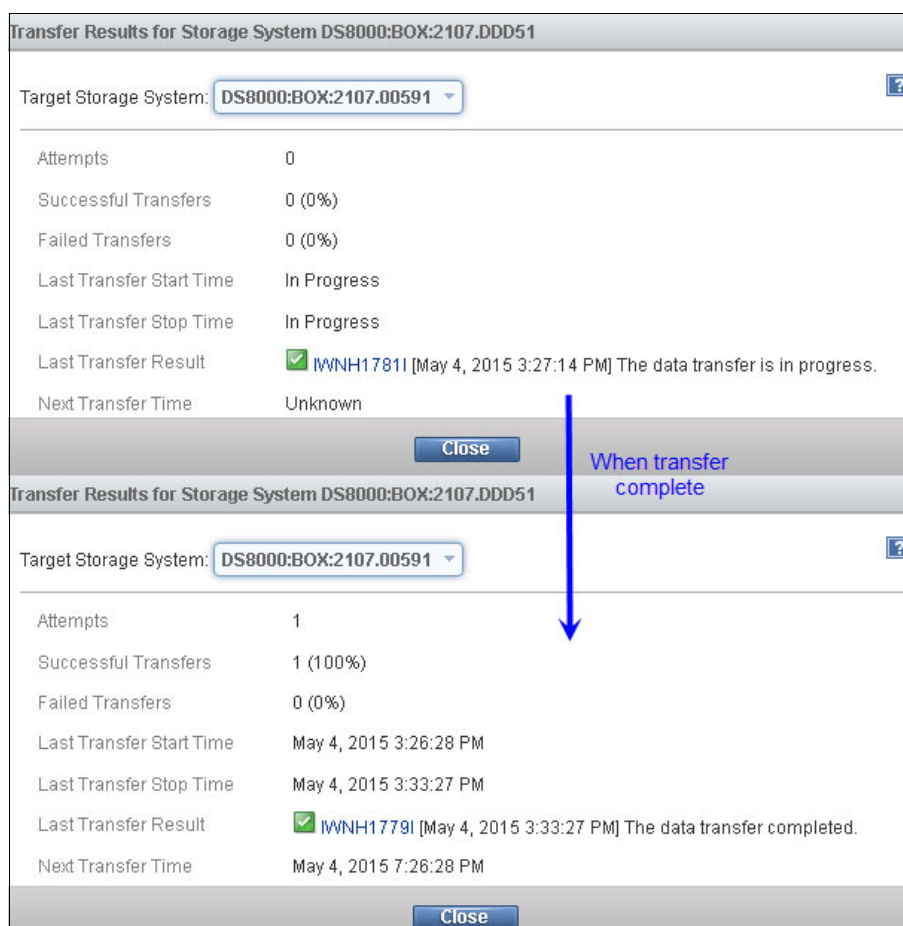 Transfer Results for Storage System DS8000:BOX:2107.DDD51
Target Storage System: DS8000:BOX:2107.00591
?
Attempts 0
Successful Transfers 0 (0%)
Failed Transfers 0 (0%)
Last Transfer Start Time In Progress
Last Transfer Stop Time In Progress
Last Transfer Result IWNH1781I [May 4, 2015 3:27:14 PM] The data transfer is in progress.
Next Transfer Time Unknown
Close
When transfer
complete
Transfer Results for Storage System DS8000:BOX:2107.DDD51
Target Storage System: DS8000:BOX:2107.00591
?
Attempts 1
Successful Transfers 1 (100%)
Failed Transfers 0 (0%)
Last Transfer Start Time May 4, 2015 3:26:28 PM
Last Transfer Stop Time May 4, 2015 3:33:27 PM
Last Transfer Result IWNH1779I [May 4, 2015 3:33:27 PM] The data transfer completed.
Next Transfer Time May 4, 2015 7:26:28 PM
Close